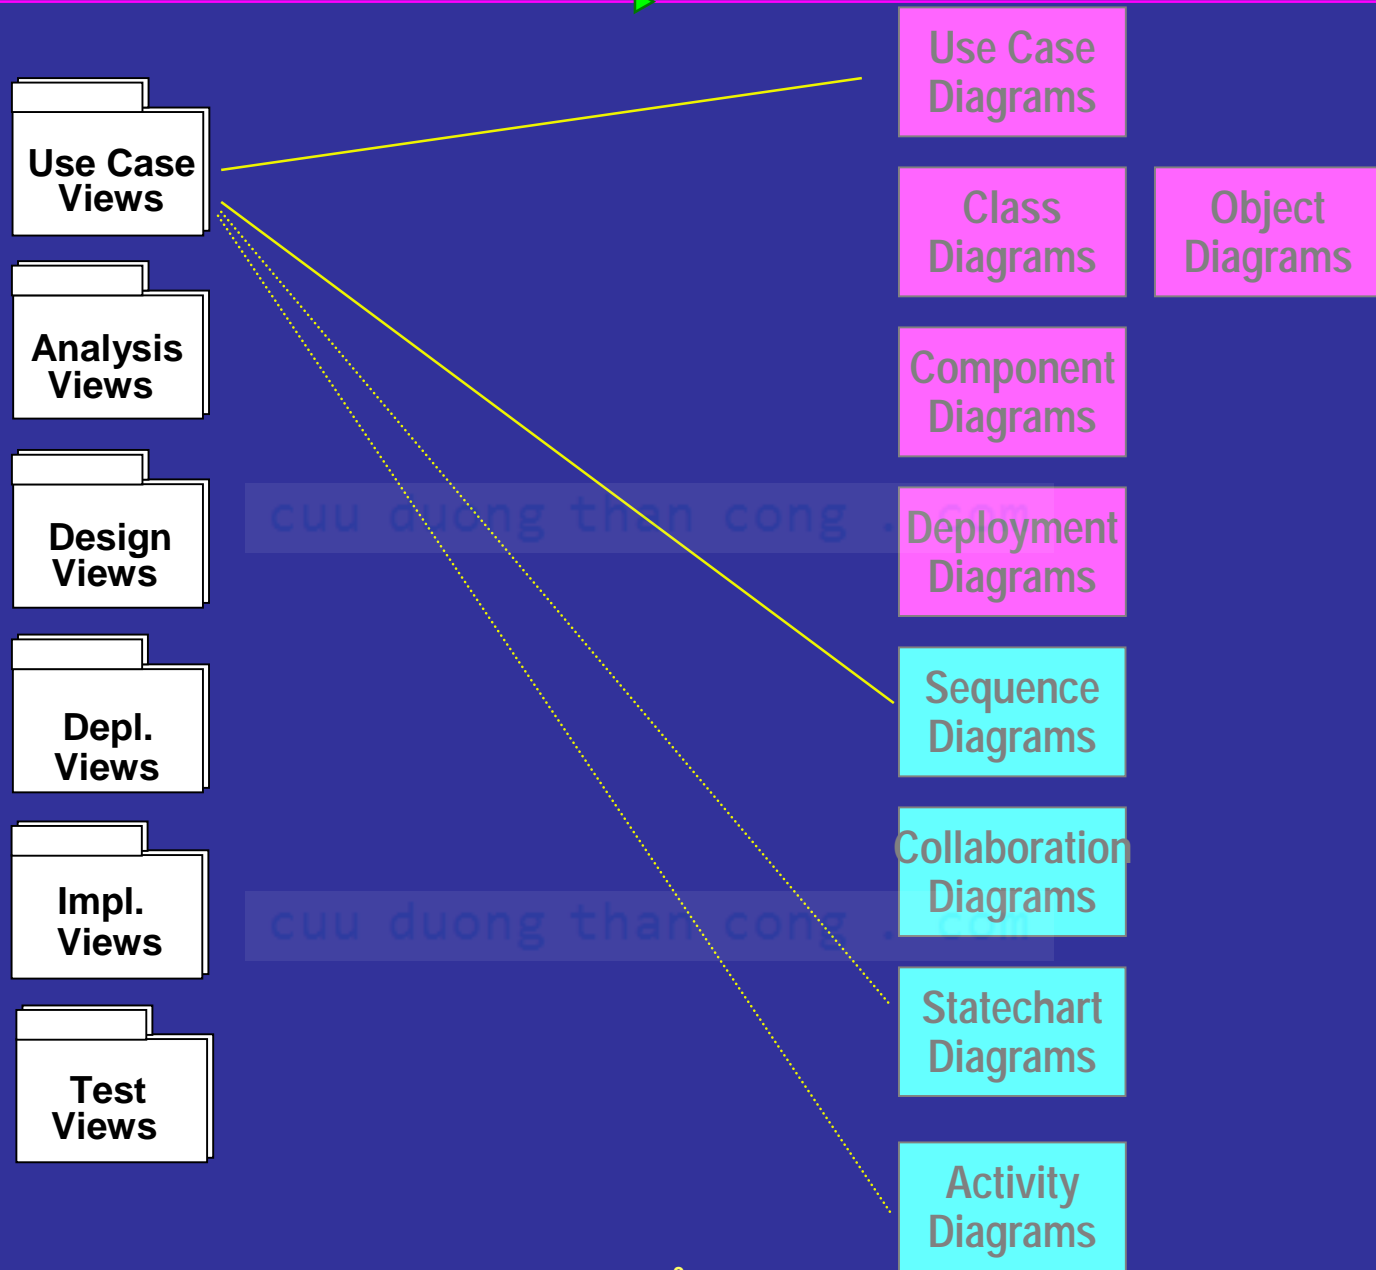 Use Case
Views
Analysis
Views
Design
Views
Depl.
Views
Impl.
Views
Test
Views
Use Case
Diagrams
Class
Diagrams
Object
Diagrams
Component
Diagrams
Deployment
Diagrams
Sequence
Diagrams
Collaboration
Diagrams
Statechart
Diagrams
Activity
Diagrams
cuu duong than cong . com
cuu duong than cong . com